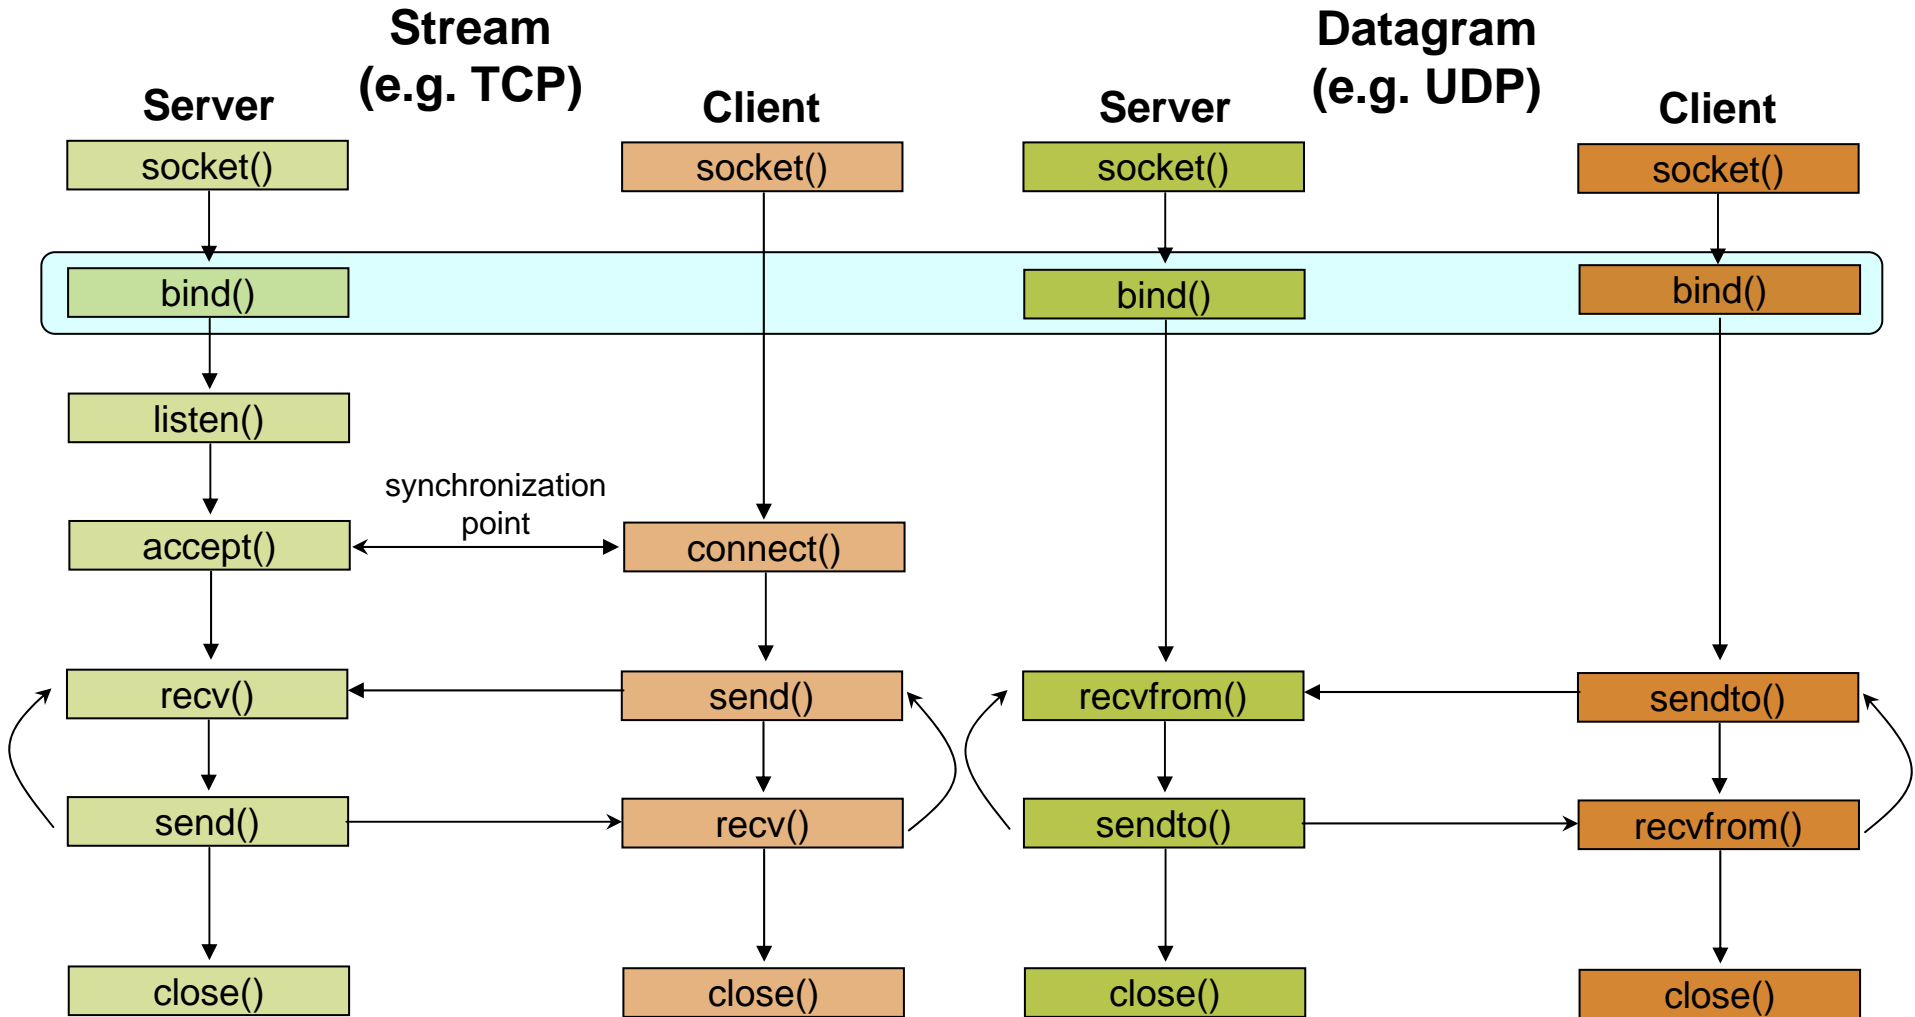 Stream
(e.g. TCP)
Datagram
(e.g. UDP)
Server
Client
Server
Client
socket()
socket()
socket()
socket()
bind()
bind()
bind()
listen()
synchronization
point
accept()
connect()
recv()
send()
recvfrom()
sendto()
send()
recv()
sendto()
recvfrom()
close()
close()
close()
close()